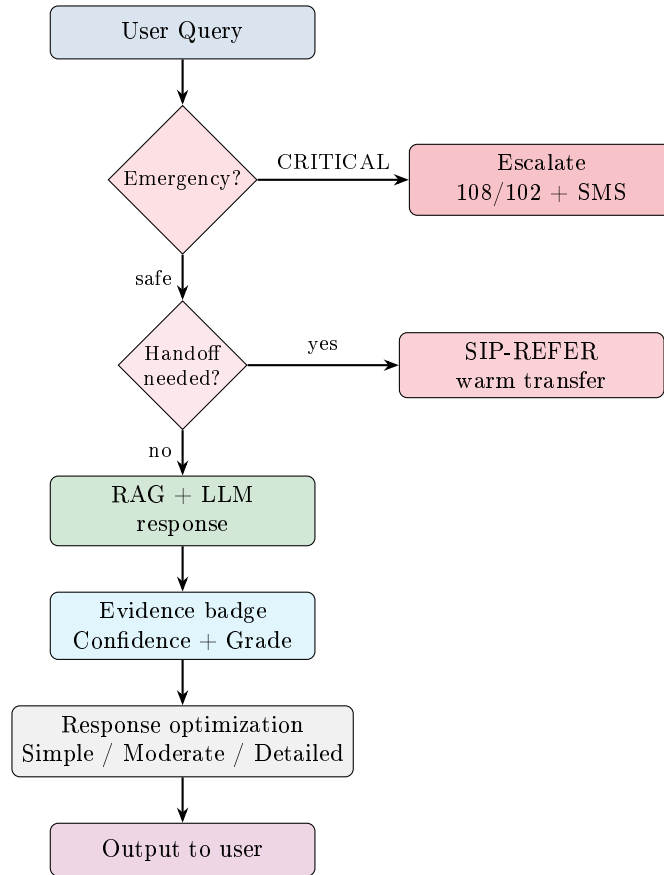 User Query
Emergency?
CRITICAL
Escalate
108/102 + SMS
safe
Handoff
needed?
yes
SIP-REFER
warm transfer
no
RAG + LLM
response
Evidence badge
Confidence + Grade
Response optimization
Simple / Moderate / Detailed
Output to user